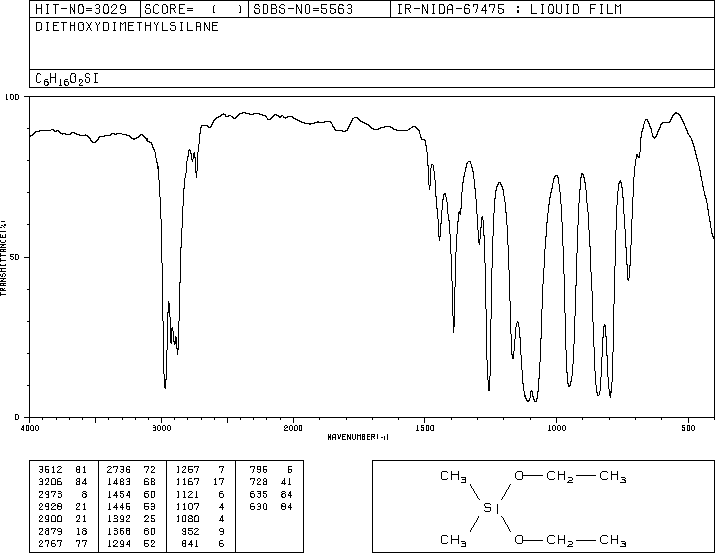 HIT-NO=3029 SCORE= ( ) SDBS-NO=5563 IR-NIDA-67475 : LIQUID FILM
DIETHOXYDIMETHYLSILANE
C6H16O2SI
100
50
0
TRANSMITTANCE(%)
4000 3000 2000 1500 1000 500
WAVENUMBER(-1)
3512 81 2736 72 1257 7 796 6
3206 84 1483 68 1167 17 728 41
2973 8 1454 60 1121 6 635 84
2928 21 1446 53 1107 4 630 84
2900 21 1392 25 1080 4
2879 18 1368 60 952 9
2767 77 1294 52 841 6
CH3 O CH2 CH3
Si
CH3 O CH2 CH3